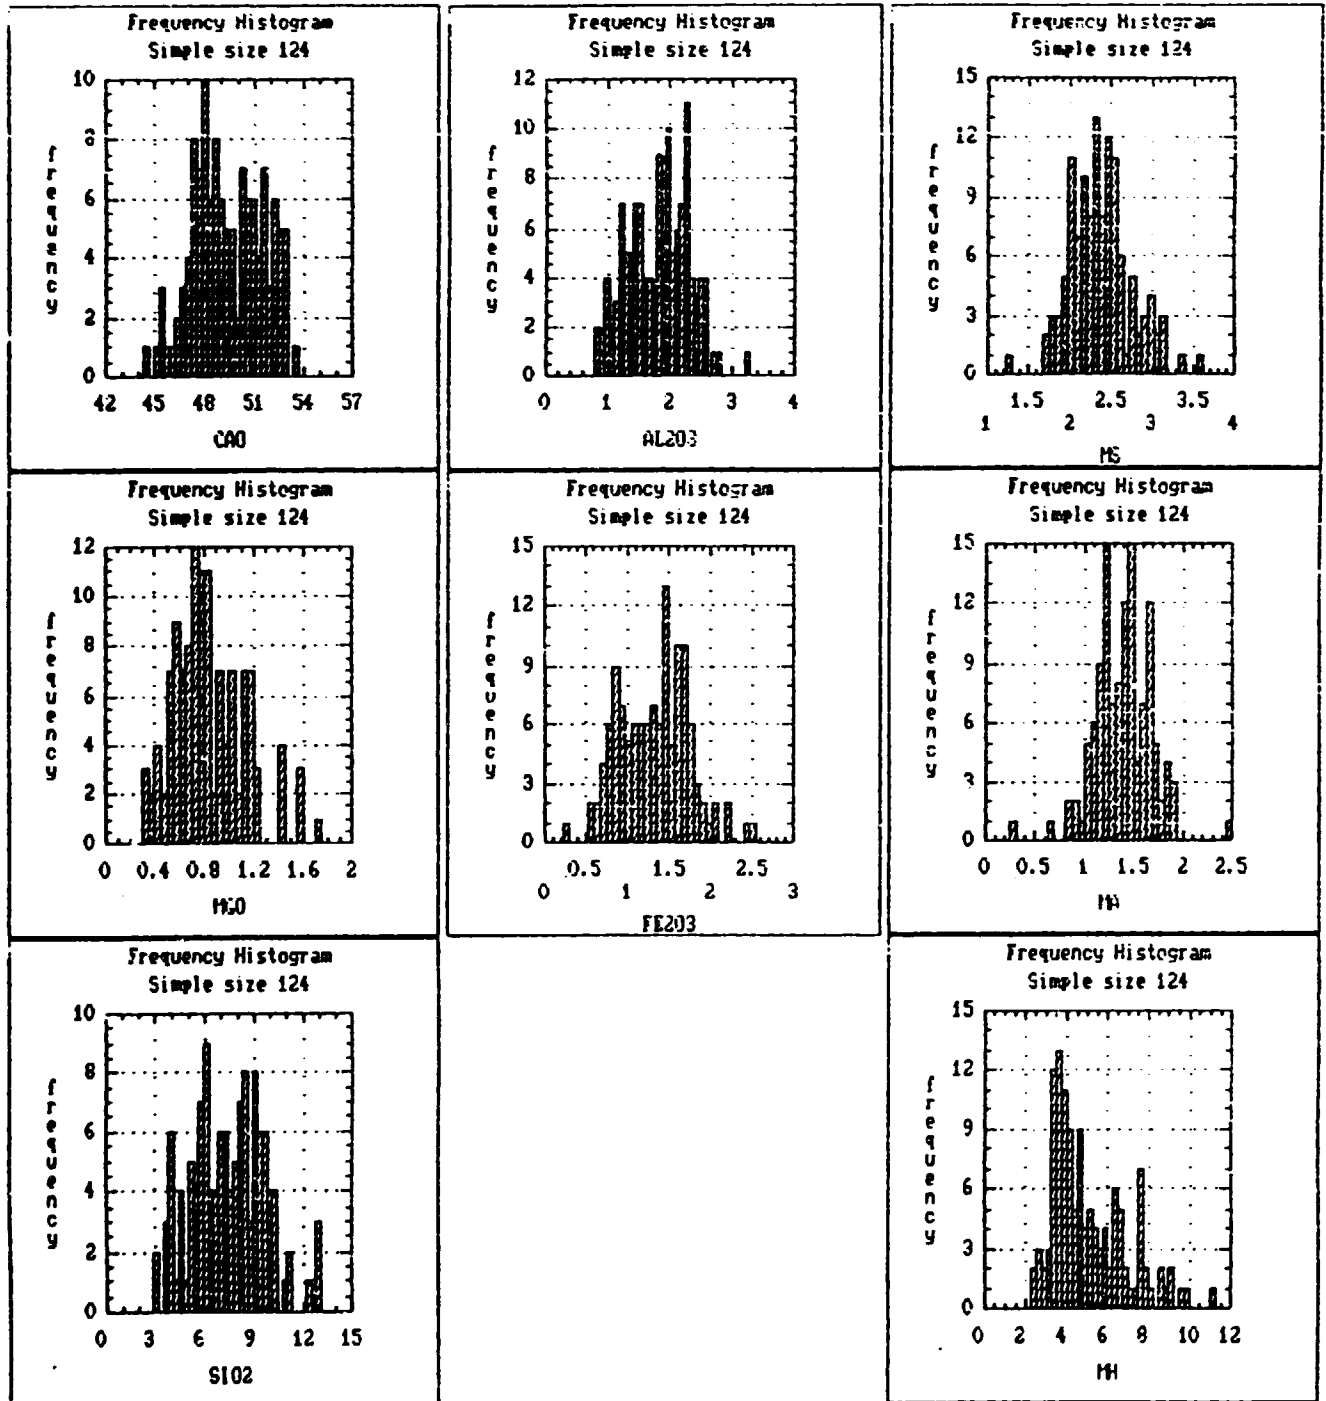 Frequency Histogram
Simple size 124
10
8
6
4
2
0
frequency
42 45 48 51 54 57
CAO
Frequency Histogram
Simple size 124
12
10
8
6
4
2
0
frequency
0 1 2 3 4
AL2O3
Frequency Histogram
Simple size 124
15
12
9
6
3
0
frequency
1.5 2.5 3.5
1 2 3 4
MS
Frequency Histogram
Simple size 124
12
10
8
6
4
2
0
frequency
0 0.4 0.8 1.2 1.6 2
MGO
Frequency Histogram
Simple size 124
15
12
9
6
3
0
frequency
0.5 1.5 2.5
0 1 2 3
FE2O3
Frequency Histogram
Simple size 124
15
12
9
6
3
0
frequency
0 0.5 1 1.5 2 2.5
MA
Frequency Histogram
Simple size 124
10
8
6
4
2
0
frequency
0 3 6 9 12 15
SIO2
Frequency Histogram
Simple size 124
15
12
9
6
3
0
frequency
0 2 4 6 8 10 12
MH